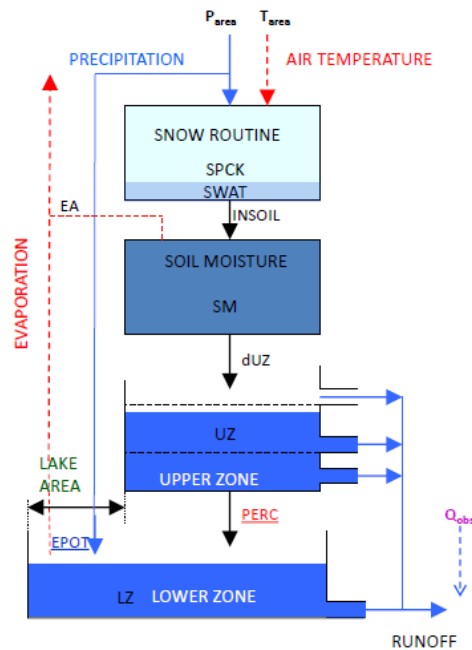 Parea Tarea
PRECIPITATION
AIR TEMPERATURE
SNOW ROUTINE
SPCK
SWAT
EA
INSOIL
SOIL MOISTURE
SM
EVAPORATION
dUZ
UZ
LAKE
AREA
UPPER ZONE
PERC
Qobs
EPOT
LZ LOWER ZONE
RUNOFF